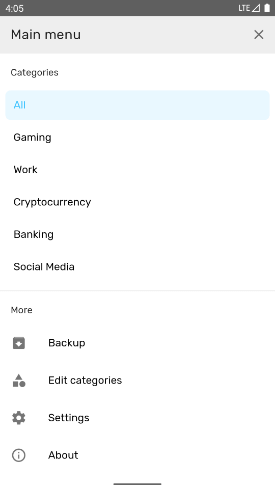 4:05
LTE
Main menu
Categories
All
Gaming
Work
Cryptocurrency
Banking
Social Media
More
Backup
Edit categories
Settings
About